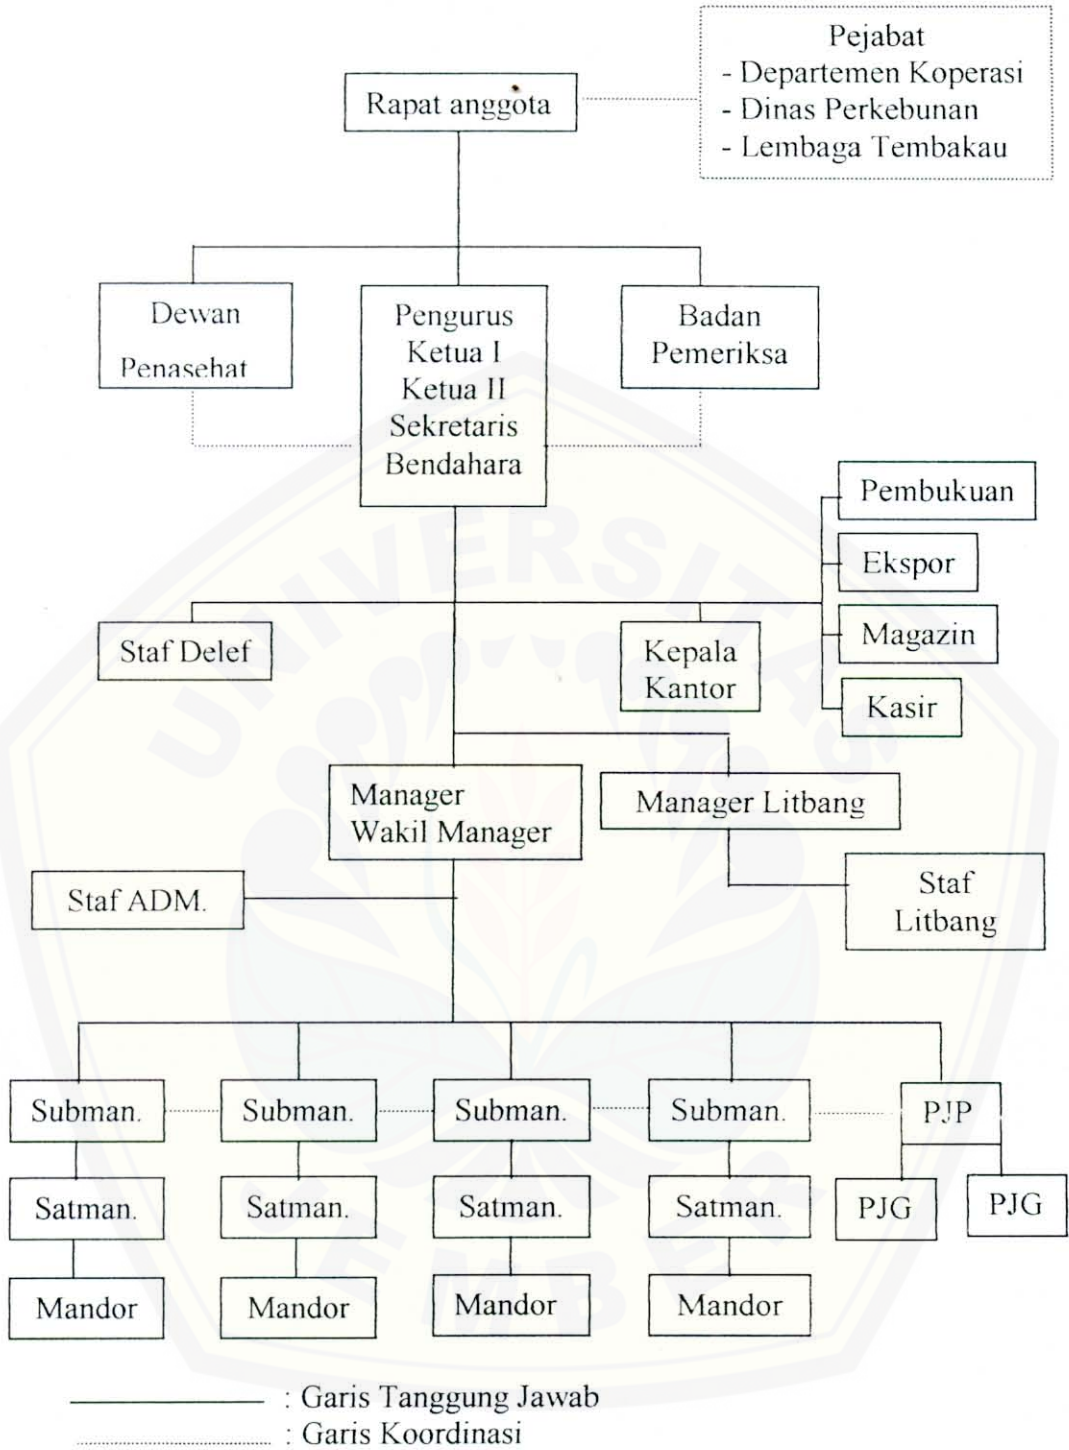 Pejabat
- Departemen Koperasi
- Dinas Perkebunan
- Lembaga Tembakau
Rapat anggota
Dewan
Penasehat
Pengurus
Ketua I
Ketua II
Sekretaris
Bendahara
Badan
Pemeriksa
Pembukuan
Ekspor
Magazin
Kasir
Staf Delef
Kepala
Kantor
Manager
Wakil Manager
Manager Litbang
Staf ADM.
Staf
Litbang
Subman.
Subman.
Subman.
Subman.
PJP
Satman.
Satman.
Satman.
Satman.
PJG
PJG
Mandor
Mandor
Mandor
Mandor
: Garis Tanggung Jawab
: Garis Koordinasi
UNIVERSITAS
JEMBER